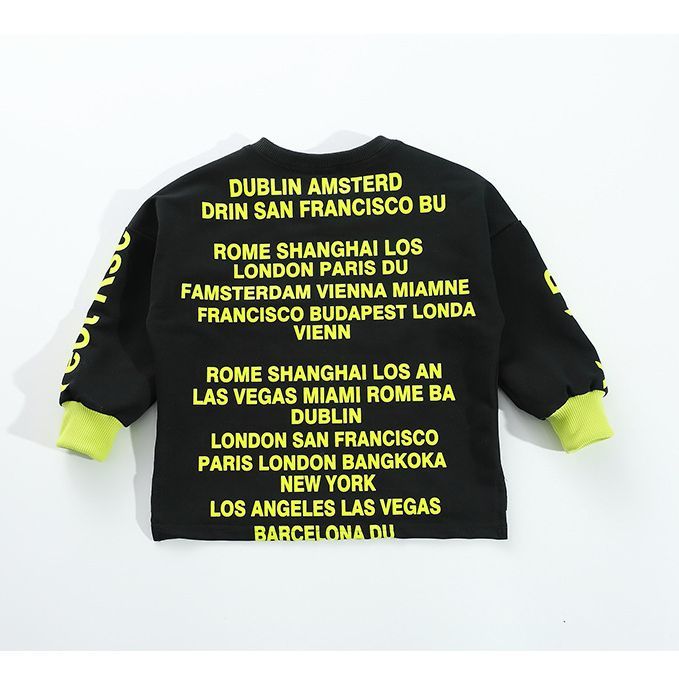 DUBLIN AMSTERD
DRIN SAN FRANCISCO BU
ROME SHANGHAI LOS
LONDON PARIS DU
FAMSTERDAM VIENNA MIAMNE
FRANCISCO BUDAPEST LONDA
VIENN
ROME SHANGHAI LOS AN
LAS VEGAS MIAMI ROME BA
DUBLIN
LONDON SAN FRANCISCO
PARIS LONDON BANGKOKA
NEW YORK
LOS ANGELES LAS VEGAS
BARCELONA DU